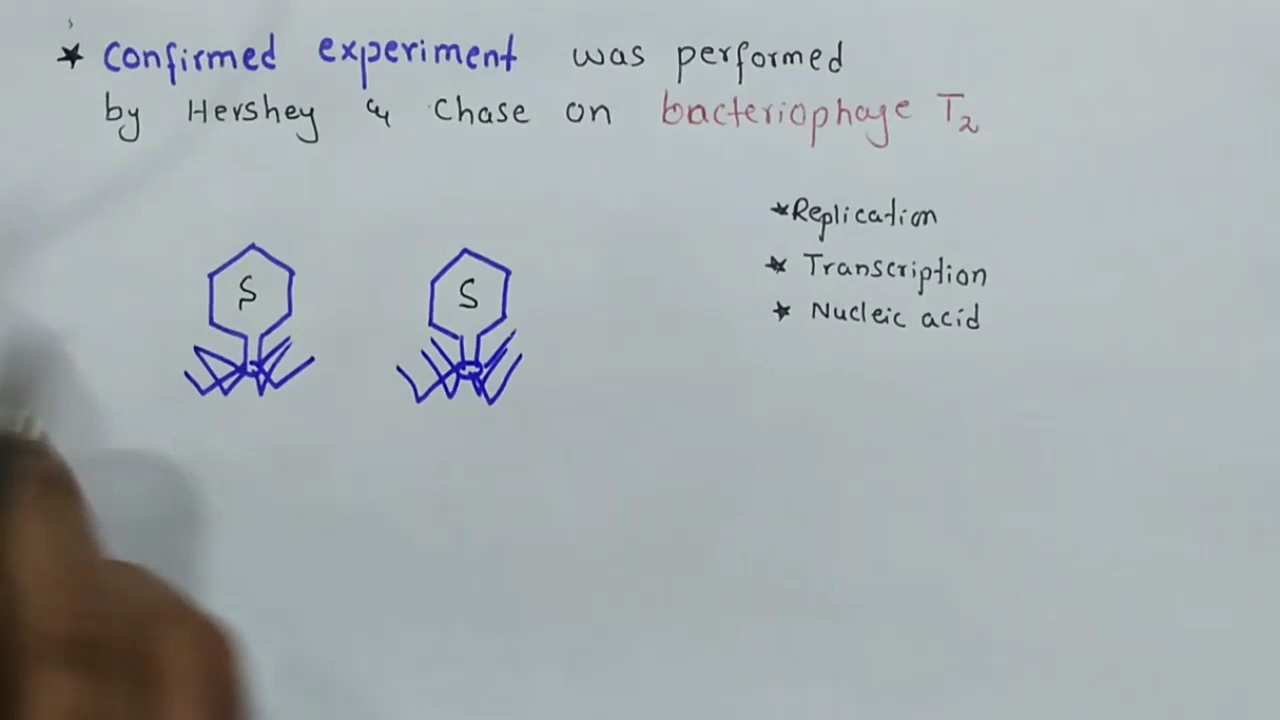 ★ Confirmed experiment was performed
by Hershey & Chase on bacteriophage T2
★ Replication
★ Transcription
★ Nucleic acid
S S